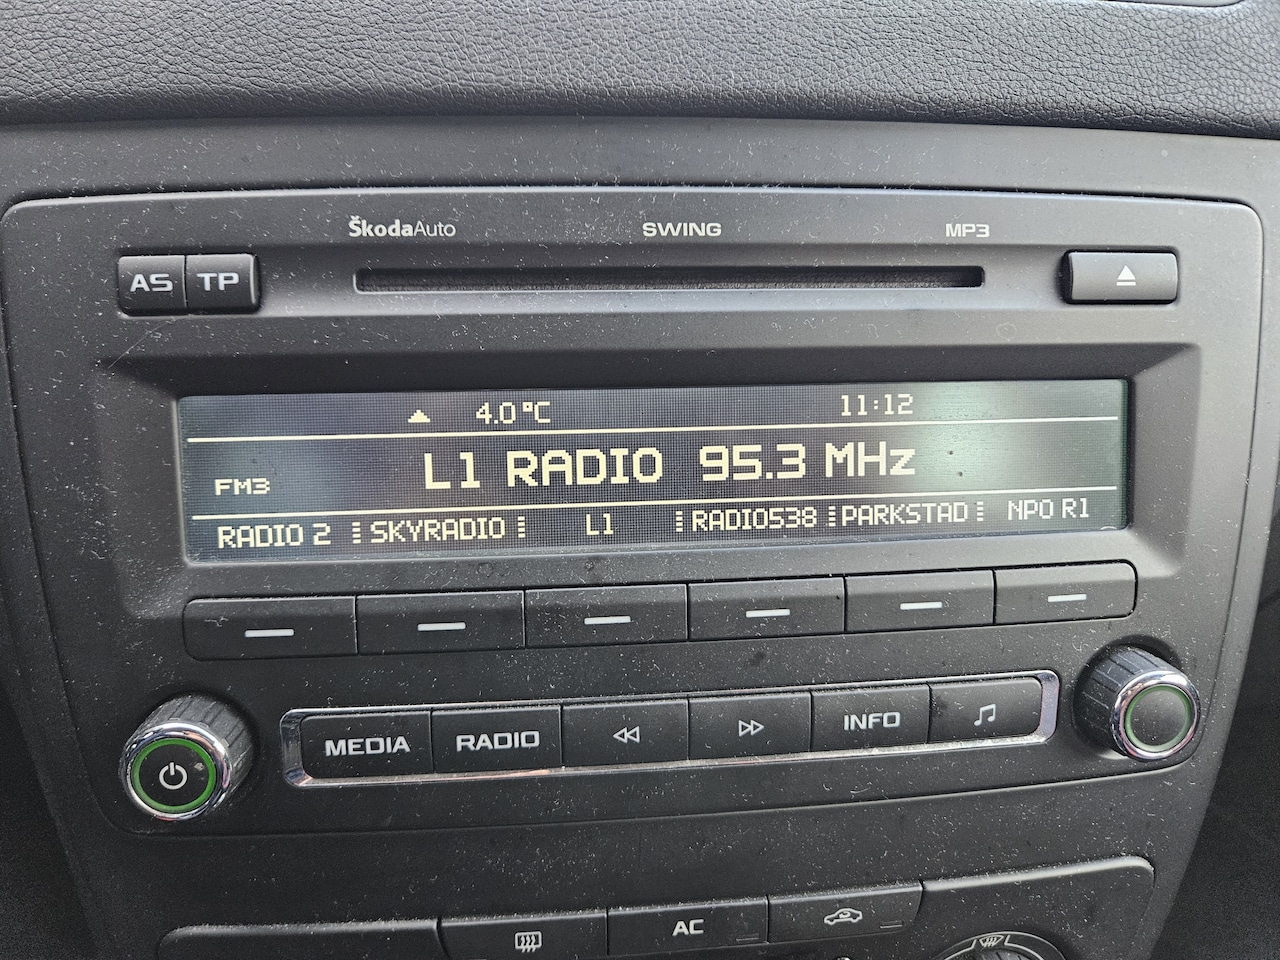 ŠkodaAuto SWING MP3
AS TP
4.0°C 11:12
FM3 L1 RADIO 95.3 MHz
RADIO 2 SKYRADIO L1 RADIO538 PARKSTAD NPO R1
MEDIA RADIO INFO
AC